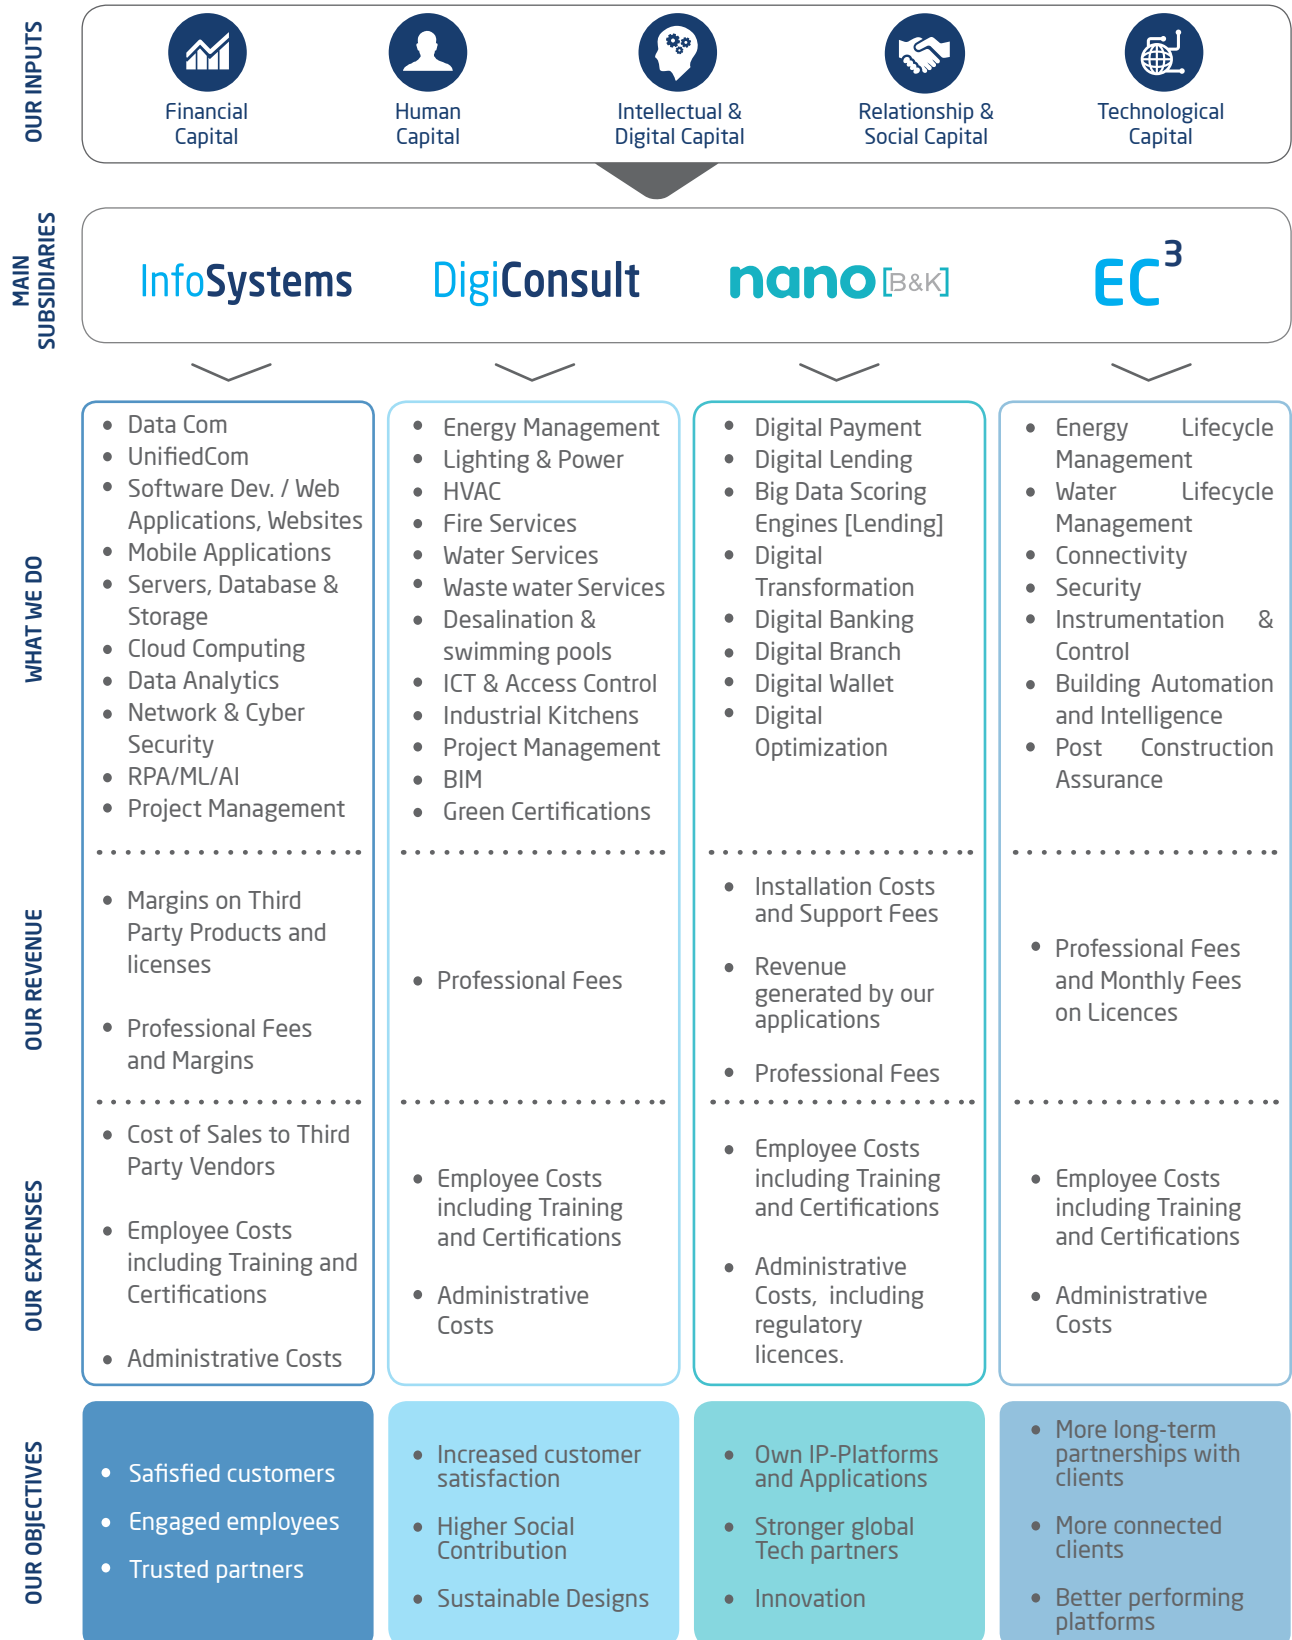 OUR INPUTS
Financial
Capital
Human
Capital
Intellectual &
Digital Capital
Relationship &
Social Capital
Technological
Capital
MAIN
SUBSIDIARIES
InfoSystems
DigiConsult
nano [B&K]
EC³
WHAT WE DO
• Data Com
• UnifiedCom
• Software Dev. / Web
Applications, Websites
• Mobile Applications
• Servers, Database &
Storage
• Cloud Computing
• Data Analytics
• Network & Cyber
Security
• RPA/ML/AI
• Project Management
• Energy Management
• Lighting & Power
• HVAC
• Fire Services
• Water Services
• Waste water Services
• Desalination &
swimming pools
• ICT & Access Control
• Industrial Kitchens
• Project Management
• BIM
• Green Certifications
• Digital Payment
• Digital Lending
• Big Data Scoring
Engines [Lending]
• Digital
Transformation
• Digital Banking
• Digital Branch
• Digital Wallet
• Digital
Optimization
• Energy Lifecycle
Management
• Water Lifecycle
Management
• Connectivity
• Security
• Instrumentation &
Control
• Building Automation
and Intelligence
• Post Construction
Assurance
OUR REVENUE
• Margins on Third
Party Products and
licenses
• Professional Fees
and Margins
• Professional Fees
• Installation Costs
and Support Fees
• Revenue
generated by our
applications
• Professional Fees
• Professional Fees
and Monthly Fees
on Licences
OUR EXPENSES
• Cost of Sales to Third
Party Vendors
• Employee Costs
including Training and
Certifications
• Administrative Costs
• Employee Costs
including Training
and Certifications
• Administrative
Costs
• Employee Costs
including Training
and Certifications
• Administrative
Costs, including
regulatory
licences.
• Employee Costs
including Training
and Certifications
• Administrative
Costs
OUR OBJECTIVES
• Safisfied customers
• Engaged employees
• Trusted partners
• Increased customer
satisfaction
• Higher Social
Contribution
• Sustainable Designs
• Own IP-Platforms
and Applications
• Stronger global
Tech partners
• Innovation
• More long-term
partnerships with
clients
• More connected
clients
• Better performing
platforms